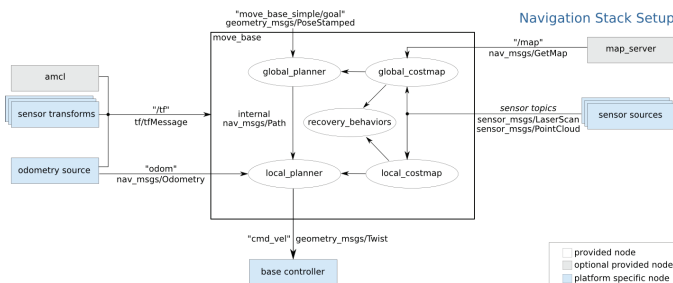 Navigation Stack Setup
"move_base_simple/goal"
geometry_msgs/PoseStamped
move_base
"/map"
nav_msgs/GetMap
map_server
global_planner
global_costmap
amcl
sensor transforms
"/tf"
tf/tfMessage
internal
nav_msgs/Path
recovery_behaviors
sensor topics
sensor_msgs/LaserScan
sensor_msgs/PointCloud
sensor sources
odometry source
"odom"
nav_msgs/Odometry
local_planner
local_costmap
"cmd_vel" geometry_msgs/Twist
base controller
provided node
optional provided node
platform specific node